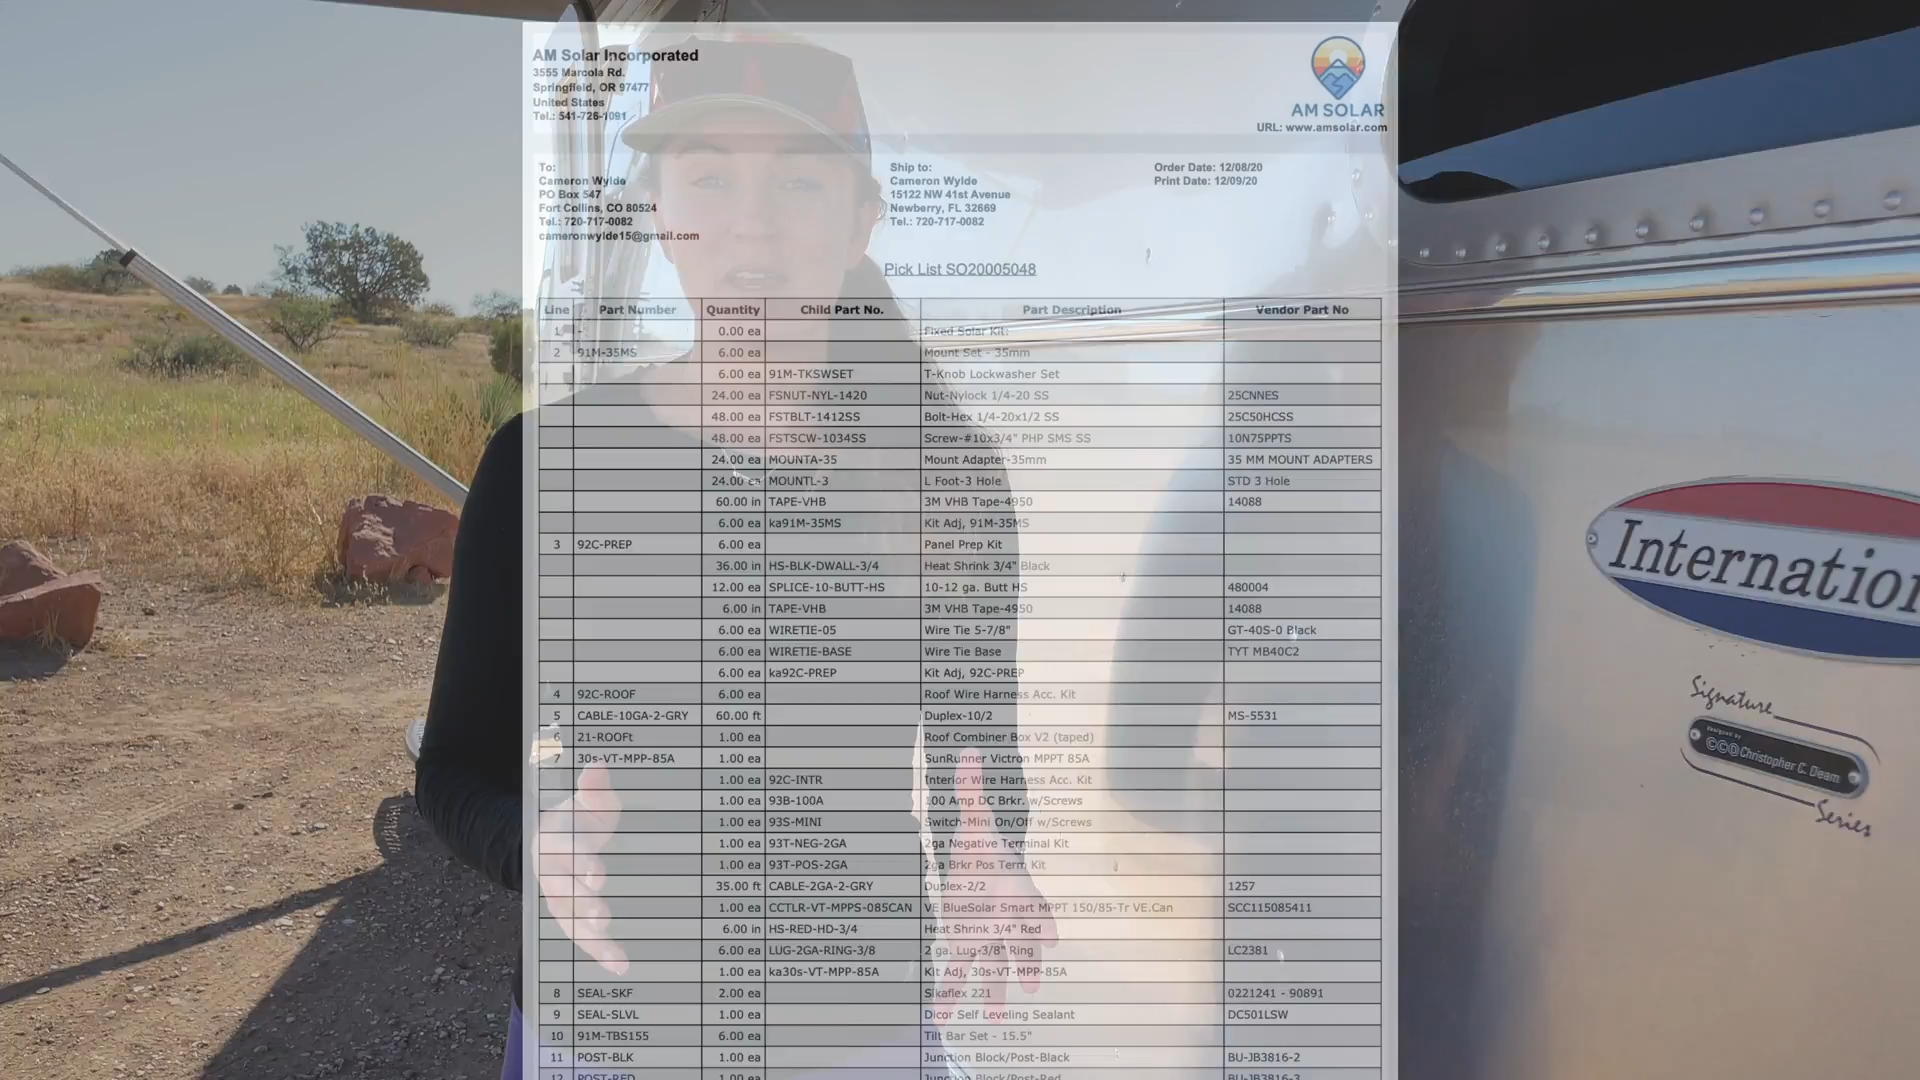 AM Solar Incorporated
3555 Marcola Rd.
Springfield, OR 97477
United States
Tel.: 541-726-1091
AM SOLAR
URL: www.amsolar.com
To:
Cameron Wylde
PO Box 547
Fort Collins, CO 80524
Tel.: 720-717-0082
cameronwylde15@gmail.com
Ship to:
Cameron Wylde
15122 NW 41st Avenue
Newberry, FL 32669
Tel.: 720-717-0082
Order Date: 12/08/20
Print Date: 12/09/20
Pick List SO20005048
Line Part Number Quantity Child Part No. Part Description Vendor Part No
1 - 0.00 ea Fixed Solar Kit:
2 91M-35MS 6.00 ea Mount Set - 35mm
6.00 ea 91M-TKSWSET T-Knob Lockwasher Set
24.00 ea FSNUT-NYL-1420 Nut-Nylock 1/4-20 SS 25CNNES
48.00 ea FSTBLT-1412SS Bolt-Hex 1/4-20x1/2 SS 25C50HCSS
48.00 ea FSTSCW-1034SS Screw-#10x3/4" PHP SMS SS 10N75PPTS
24.00 ea MOUNTA-35 Mount Adapter-35mm 35 MM MOUNT ADAPTERS
24.00 ea MOUNTL-3 L Foot-3 Hole STD 3 Hole
60.00 in TAPE-VHB 3M VHB Tape-4950 14088
6.00 ea ka91M-35MS Kit Adj, 91M-35MS
3 92C-PREP 6.00 ea Panel Prep Kit
36.00 in HS-BLK-DWALL-3/4 Heat Shrink 3/4" Black
12.00 ea SPLICE-10-BUTT-HS 10-12 ga. Butt HS 480004
6.00 in TAPE-VHB 3M VHB Tape-4950 14088
6.00 ea WIRETIE-05 Wire Tie 5-7/8" GT-40S-0 Black
6.00 ea WIRETIE-BASE Wire Tie Base TYT MB40C2
6.00 ea ka92C-PREP Kit Adj, 92C-PREP
4 92C-ROOF 6.00 ea Roof Wire Harness Acc. Kit
5 CABLE-10GA-2-GRY 60.00 ft Duplex-10/2 MS-5531
6 21-ROOFt 1.00 ea Roof Combiner Box V2 (taped)
7 30s-VT-MPP-85A 1.00 ea SunRunner Victron MPPT 85A
1.00 ea 92C-INTR Interior Wire Harness Acc. Kit
1.00 ea 93B-100A 100 Amp DC Brkr. w/Screws
1.00 ea 93S-MINI Switch-Mini On/Off w/Screws
1.00 ea 93T-NEG-2GA 2ga Negative Terminal Kit
1.00 ea 93T-POS-2GA 2ga Brkr Pos Term Kit
35.00 ft CABLE-2GA-2-GRY Duplex-2/2 1257
1.00 ea CCTLR-VT-MPPS-085CAN VE BlueSolar Smart MPPT 150/85-Tr VE.Can SCC115085411
6.00 in HS-RED-HD-3/4 Heat Shrink 3/4" Red
6.00 ea LUG-2GA-RING-3/8 2 ga. Lug-3/8" Ring LC2381
1.00 ea ka30s-VT-MPP-85A Kit Adj, 30s-VT-MPP-85A
8 SEAL-SKF 2.00 ea Sikaflex 221 0221241 - 90891
9 SEAL-SLVL 1.00 ea Dicor Self Leveling Sealant DC501LSW
10 91M-TBS155 6.00 ea Tilt Bar Set - 15.5"
11 POST-BLK 1.00 ea Junction Block/Post-Black BU-JB3816-2
12 POST-RED 1.00 ea Junction Block/Post-Red BU-JB3816-3
Internation
Signature
designed by
CCD Christopher C. Deam
Series